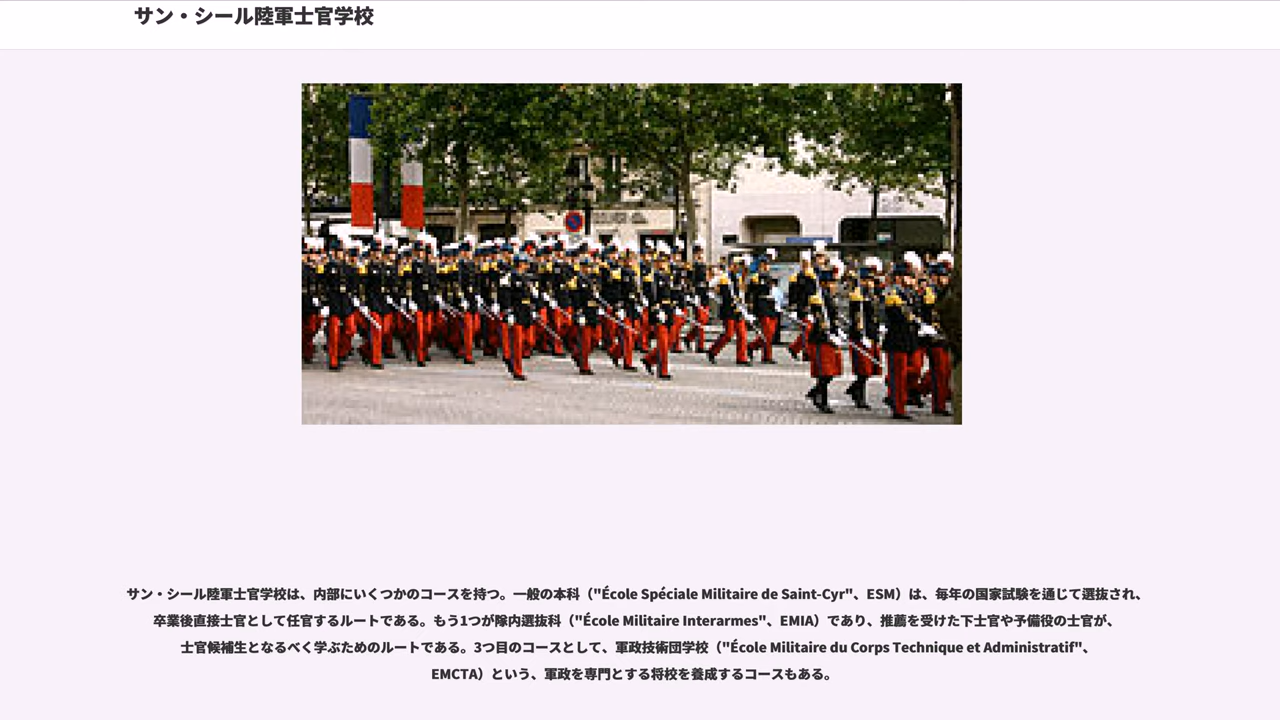 サン・シール陸軍士官学校
サン・シール陸軍士官学校は、内部にいくつかのコースを持つ。一般の本科（"École Spéciale Militaire de Saint-Cyr"、ESM）は、毎年の国家試験を通じて選抜され、
卒業後直接士官として任官するルートである。もう1つが隊内選抜科（"École Militaire Interarmes"、EMIA）であり、推薦を受けた下士官や予備役の士官が、
士官候補生となるべく学ぶためのルートである。3つ目のコースとして、軍政技術団学校（"École Militaire du Corps Technique et Administratif"、
EMCTA）という、軍政を専門とする将校を養成するコースもある。